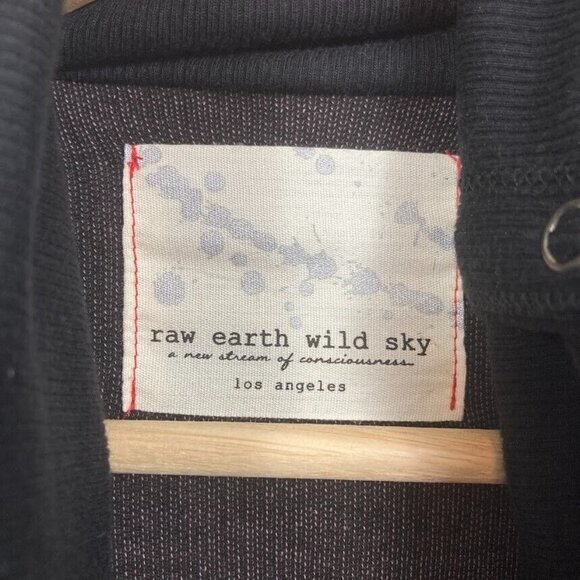 raw earth wild sky
a new stream of consciousness
los angeles